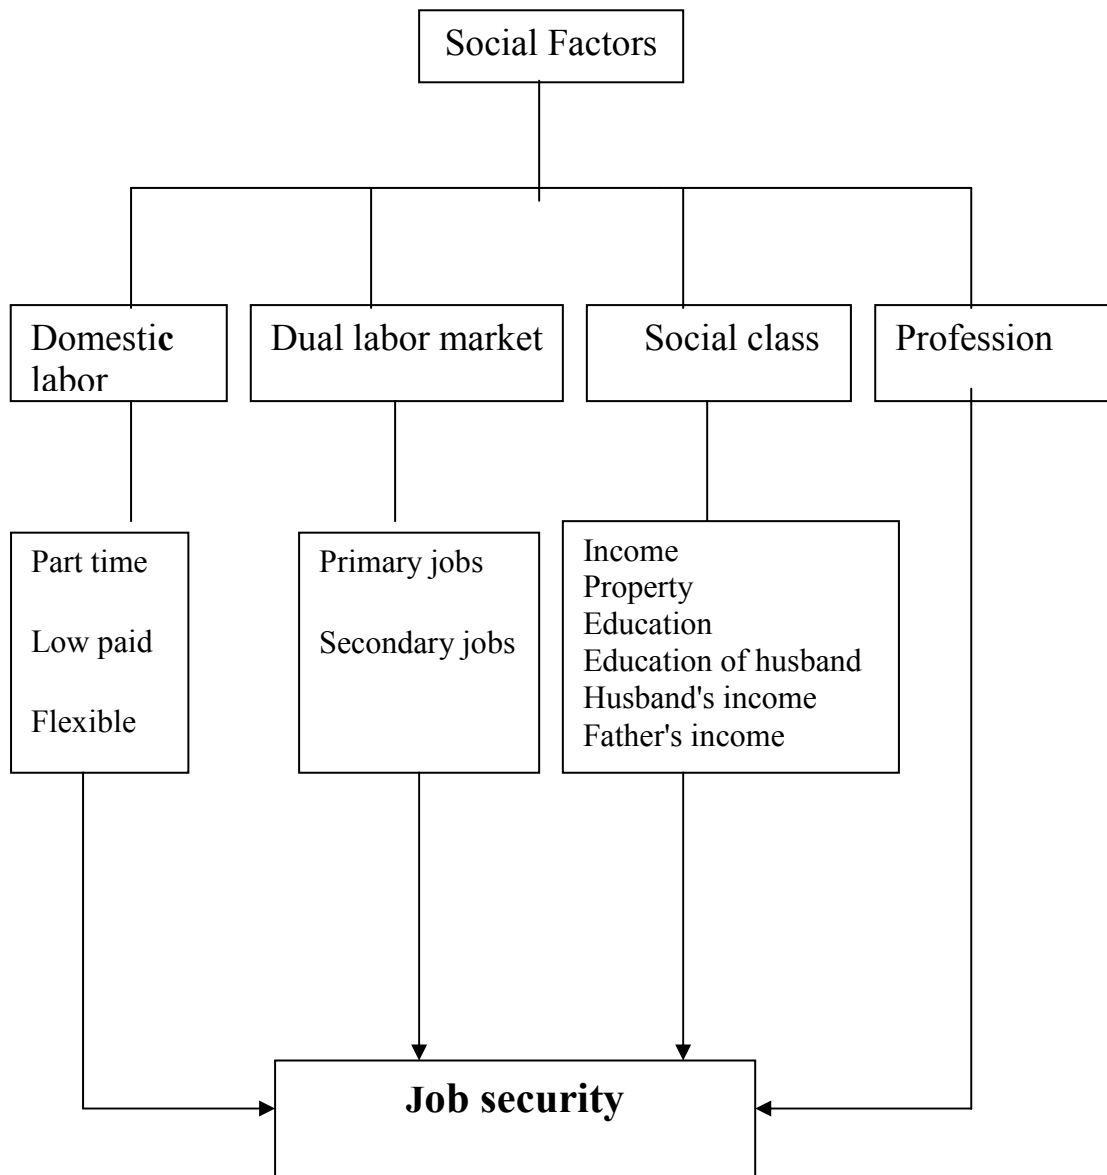 Social Factors
Domestic
labor
Dual labor market
Social class
Profession
Part time
Low paid
Flexible
Primary jobs
Secondary jobs
Income
Property
Education
Education of husband
Husband's income
Father's income
Job security